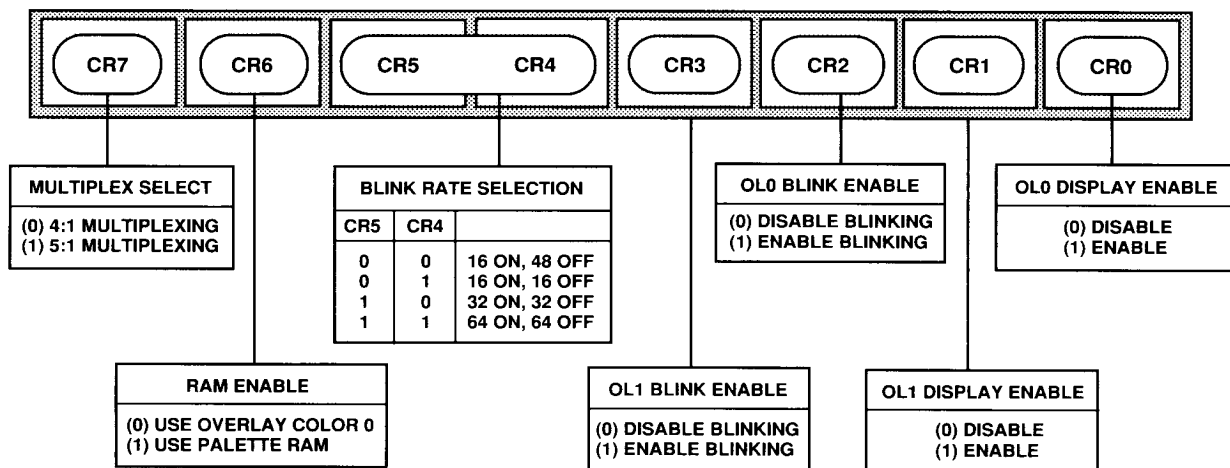 CR7 CR6 CR5 CR4 CR3 CR2 CR1 CR0
MULTIPLEX SELECT
(0) 4:1 MULTIPLEXING
(1) 5:1 MULTIPLEXING
BLINK RATE SELECTION
CR5 CR4
0 0 16 ON, 48 OFF
0 1 16 ON, 16 OFF
1 0 32 ON, 32 OFF
1 1 64 ON, 64 OFF
OL0 BLINK ENABLE
(0) DISABLE BLINKING
(1) ENABLE BLINKING
OL0 DISPLAY ENABLE
(0) DISABLE
(1) ENABLE
RAM ENABLE
(0) USE OVERLAY COLOR 0
(1) USE PALETTE RAM
OL1 BLINK ENABLE
(0) DISABLE BLINKING
(1) ENABLE BLINKING
OL1 DISPLAY ENABLE
(0) DISABLE
(1) ENABLE